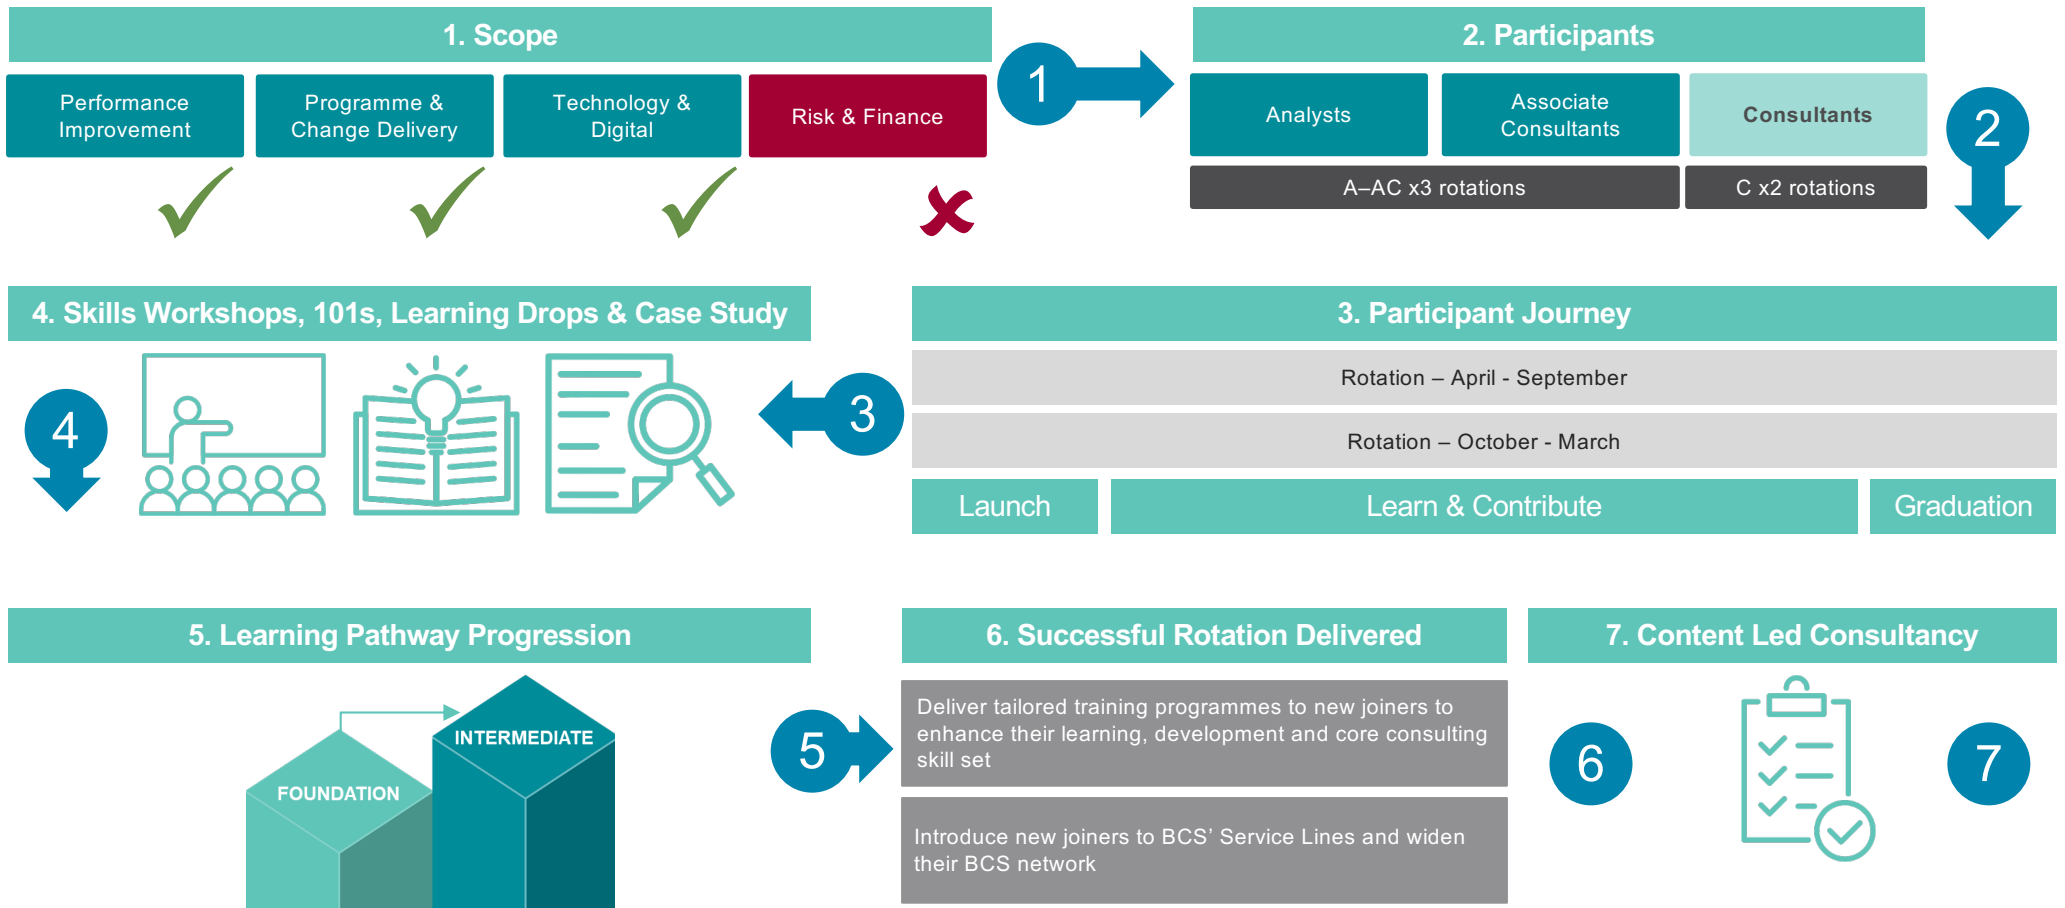 1. Scope
Performance
Improvement
Programme &
Change Delivery
Technology &
Digital
Risk & Finance
1
2. Participants
Analysts
Associate
Consultants
Consultants
A–AC x3 rotations
C x2 rotations
2
3. Participant Journey
Rotation – April - September
Rotation – October - March
Launch
Learn & Contribute
Graduation
3
4. Skills Workshops, 101s, Learning Drops & Case Study
4
5. Learning Pathway Progression
FOUNDATION
INTERMEDIATE
5
6. Successful Rotation Delivered
Deliver tailored training programmes to new joiners to
enhance their learning, development and core consulting
skill set
Introduce new joiners to BCS’ Service Lines and widen
their BCS network
6
7. Content Led Consultancy
7